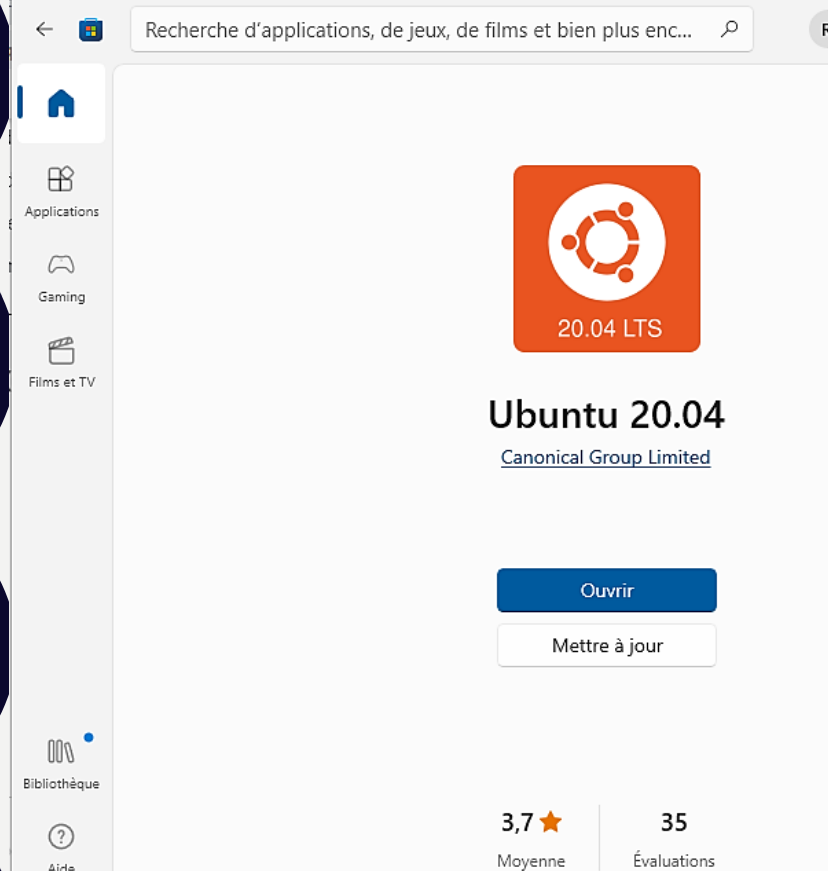 Recherche d'applications, de jeux, de films et bien plus enc...
R
Applications
Gaming
Films et TV
20.04 LTS
Ubuntu 20.04
Canonical Group Limited
Ouvrir
Mettre à jour
Bibliothèque
3,7
35
Aide
Moyenne
Évaluations